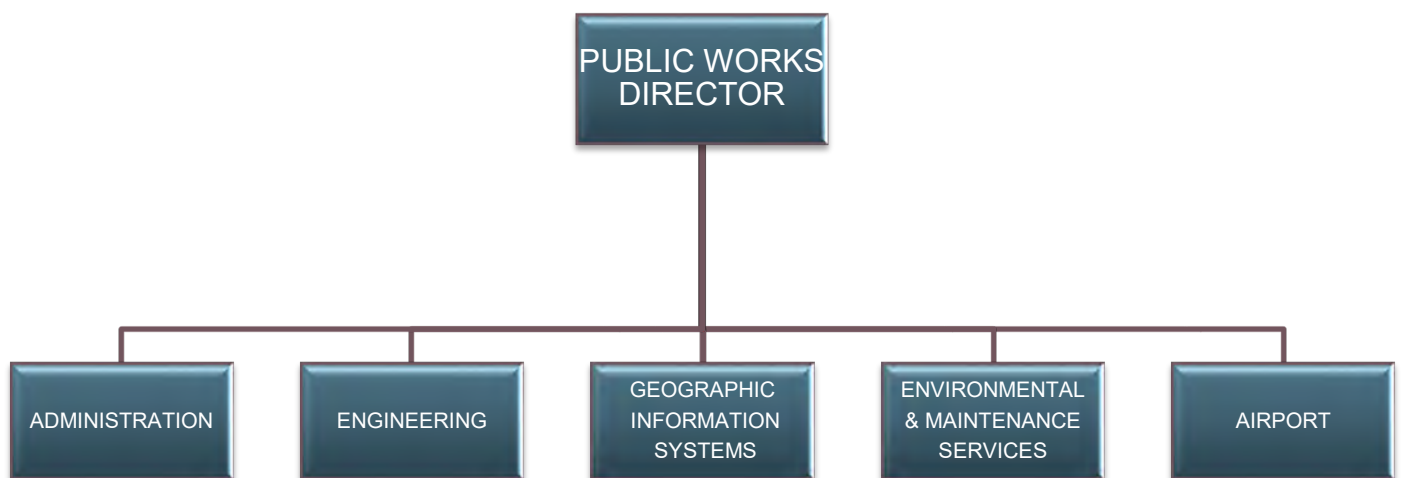 PUBLIC WORKS
DIRECTOR
ADMINISTRATION
ENGINEERING
GEOGRAPHIC
INFORMATION
SYSTEMS
ENVIRONMENTAL
& MAINTENANCE
SERVICES
AIRPORT